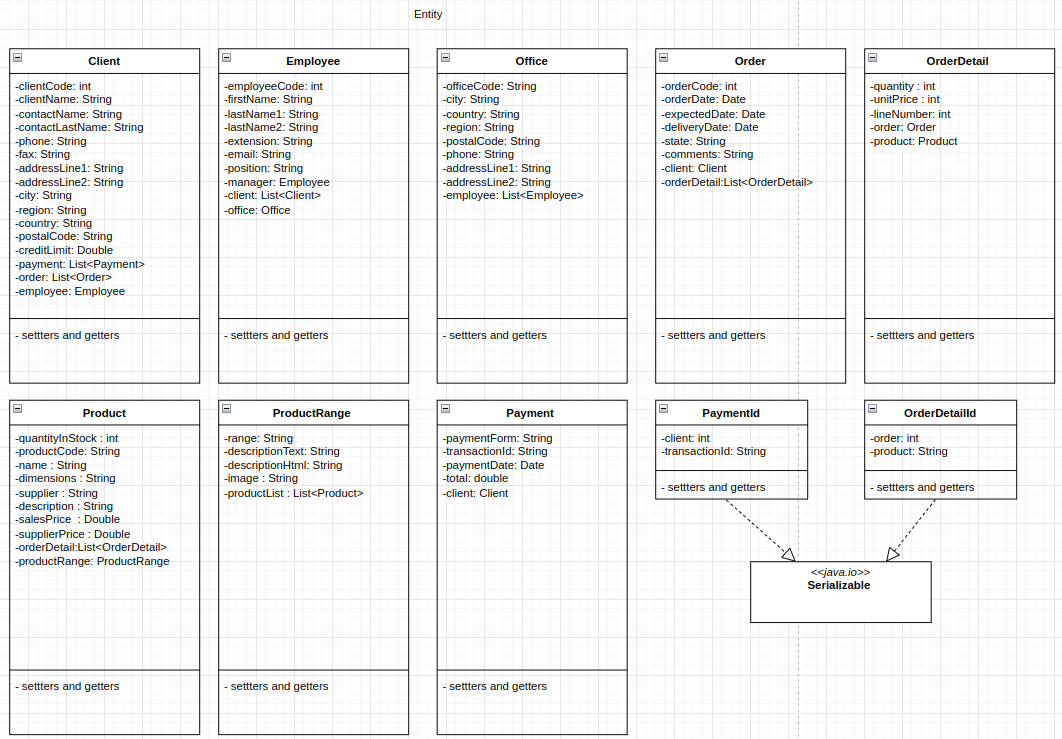 Entity
Client
-clientCode: int
-clientName: String
-contactName: String
-contactLastName: String
-phone: String
-fax: String
-addressLine1: String
-addressLine2: String
-city: String
-region: String
-country: String
-postalCode: String
-creditLimit: Double
-payment: List<Payment>
-order: List<Order>
-employee: Employee
- settters and getters
Employee
-employeeCode: int
-firstName: String
-lastName1: String
-lastName2: String
-extension: String
-email: String
-position: String
-manager: Employee
-client: List<Client>
-office: Office
- settters and getters
Office
-officeCode: String
-city: String
-country: String
-region: String
-postalCode: String
-phone: String
-addressLine1: String
-addressLine2: String
-employee: List<Employee>
- settters and getters
Order
-orderCode: int
-orderDate: Date
-expectedDate: Date
-deliveryDate: Date
-state: String
-comments: String
-client: Client
-orderDetail:List<OrderDetail>
- settters and getters
OrderDetail
-quantity : int
-unitPrice : int
-lineNumber: int
-order: Order
-product: Product
- settters and getters
Product
-quantityInStock : int
-productCode: String
-name : String
-dimensions : String
-supplier : String
-description : String
-salesPrice  : Double
-supplierPrice : Double
-orderDetail:List<OrderDetail>
-productRange: ProductRange
- settters and getters
ProductRange
-range: String
-descriptionText: String
-descriptionHtml: String
-image : String
-productList : List<Product>
- settters and getters
Payment
-paymentForm: String
-transactionId: String
-paymentDate: Date
-total: double
-client: Client
- settters and getters
PaymentId
-client: int
-transactionId: String
- settters and getters
OrderDetailId
-order: int
-product: String
- settters and getters
<<java.io>>
Serializable